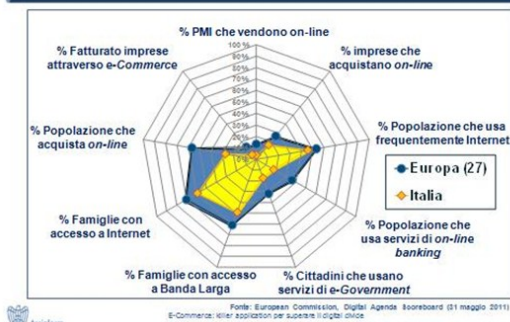 % PMI che vendono on-line
% Fatturato imprese
attraverso e-Commerce
% imprese che
acquistano on-line
100 %
90%
80%
70%
60%
50%
40%
30%
20%
10%
0%
% Popolazione che
acquista on-line
% Popolazione che usa
frequentemente Internet
Europa (27)
Italia
% Famiglie con
accesso a Internet
% Popolazione che
usa servizi di on-line
banking
% Famiglie con accesso
a Banda Larga
% Cittadini che usano
servizi di e-Government
Fonte: European Commission, Digital Agenda Scoreboard (31 maggio 2011)
E-Commerce: killer application per superare il digital divide